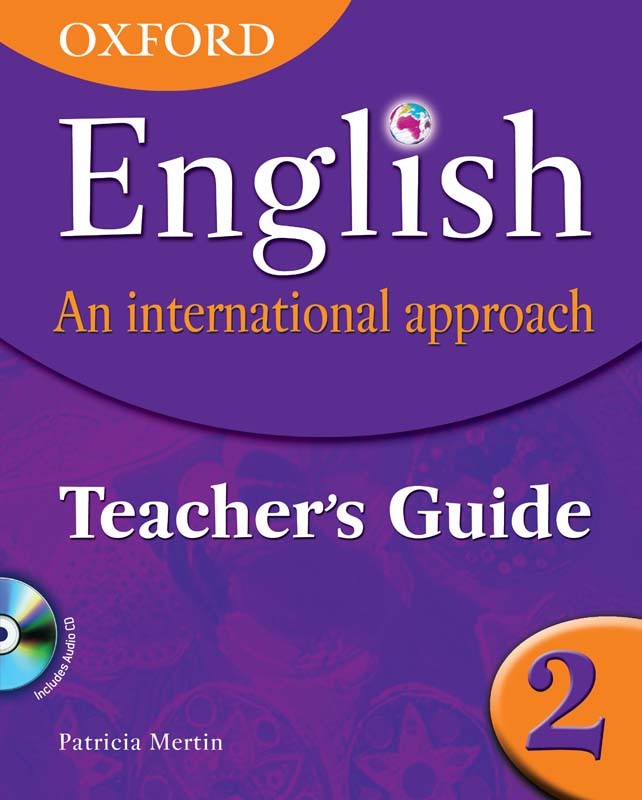 OXFORD
English
An international approach
Teacher's Guide
Includes Audio CD
2
Patricia Mertin